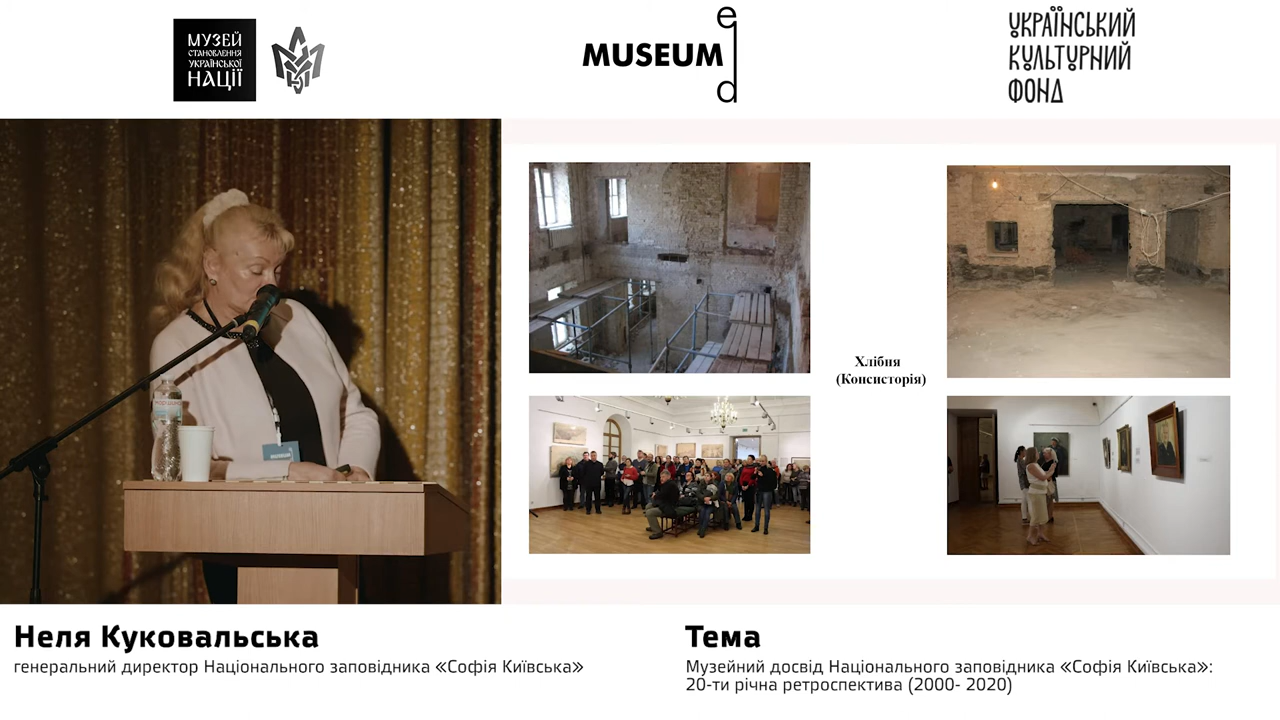 МУЗЕЙ
СТАНОВЛЕННЯ
УКРАЇНСЬКОЇ
НАЦІЇ
MUSEUM
ed
УКРАЇНСЬКИЙ
КУЛЬТУРНИЙ
ФОНД
Хлібня
(Консисторія)
Неля Куковальська
генеральний директор Національного заповідника «Софія Київська»
Тема
Музейний досвід Національного заповідника «Софія Київська»:
20-ти річна ретроспектива (2000- 2020)